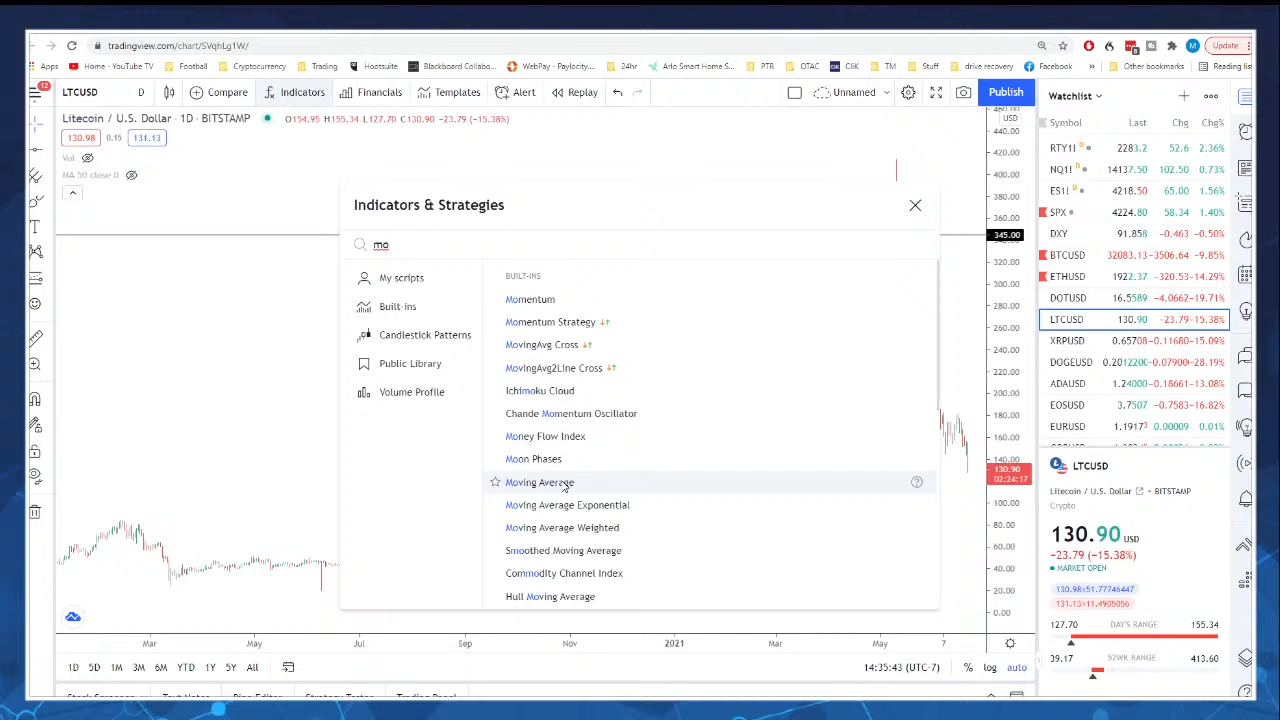 tradingview.com/chart/SVqhLg1W/
Update
Apps
Home - YouTube TV
Football
Cryptocurrency
Trading
Hootsuite
Blackboard Collabo...
WebPay: Paylocity....
24hr
Arlo Smart Home S...
PTR
OTAC
CliK
TM
Stuff
drive recovery
Facebook
Other bookmarks
Reading list
12
LTCUSD
D
Compare
Indicators
Financials
Templates
Alert
Replay
Unnamed
Publish
Watchlist
Litecoin / U.S. Dollar · 1D · BITSTAMP
O154.95 H155.34 L127.70 C130.90 −23.79 (−15.38%)
130.98 0.15 131.13
Vol
MA 50 close 0
USD
440.00
420.00
400.00
380.00
360.00
345.00
320.00
300.00
280.00
260.00
240.00
220.00
200.00
180.00
160.00
140.00
130.90
02:24:17
100.00
80.00
60.00
40.00
20.00
0.00
Indicators & Strategies
mo
My scripts
Built-ins
Candlestick Patterns
Public Library
Volume Profile
BUILT-INS
Momentum
Momentum Strategy
MovingAvg Cross
MovingAvg2Line Cross
Ichimoku Cloud
Chande Momentum Oscillator
Money Flow Index
Moon Phases
Moving Average
Moving Average Exponential
Moving Average Weighted
Smoothed Moving Average
Commodity Channel Index
Hull Moving Average
Symbol Last Chg Chg%
RTY1! D 2283.2 52.6 2.36%
NQ1! D 14137.50 102.50 0.73%
ES1! D 4218.50 65.00 1.56%
SPX 4224.80 58.34 1.40%
DXY 91.858 −0.463 −0.50%
BTCUSD 32083.13 −3506.64 −9.85%
ETHUSD 1922.37 −320.53 −14.29%
DOTUSD 16.5589 −4.0662 −19.71%
LTCUSD 130.90 −23.79 −15.38%
XRPUSD 0.65708 −0.11680 −15.09%
DOGEUSD 0.201220 −0.07900 −28.19%
ADAUSD 1.24000 −0.18661 −13.08%
EOSUSD 3.7507 −0.7583 −16.82%
EURUSD 1.1917³ 0.00009 0.01%
LTCUSD
Litecoin / U.S. Dollar • BITSTAMP
Crypto
130.90 USD
−23.79 (−15.38%)
MARKET OPEN
130.98×51.77746447
131.13×11.4905056
127.70 DAY'S RANGE 155.34
39.17 52WK RANGE 413.60
Mar May Jul Sep Nov 2021 Mar May 7
1D 5D 1M 3M 6M YTD 1Y 5Y All
14:35:43 (UTC-7) % log auto